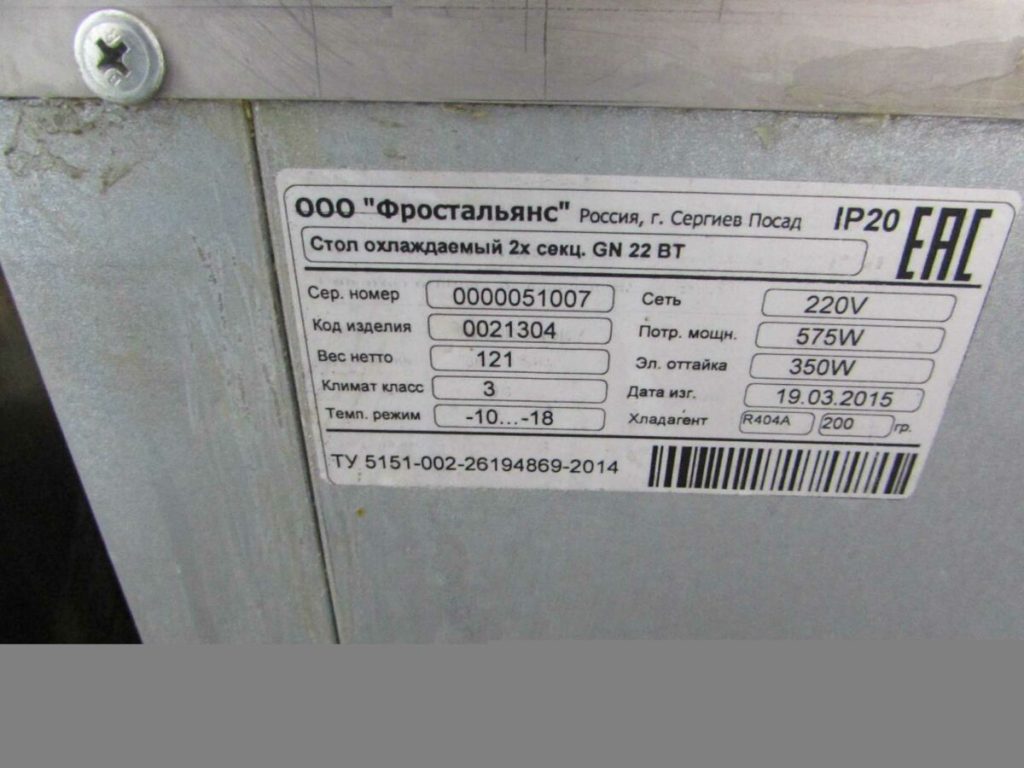 ООО "Фростальянс" Россия, г. Сергиев Посад IP20 EAC
Стол охлаждаемый 2х секц. GN 22 BT
Сер. номер 0000051007 Сеть 220V
Код изделия 0021304 Потр. мощн. 575W
Вес нетто 121 Эл. оттайка 350W
Климат класс 3 Дата изг. 19.03.2015
Темп. режим -10...-18 Хладагент R404A 200 гр.
ТУ 5151-002-26194869-2014